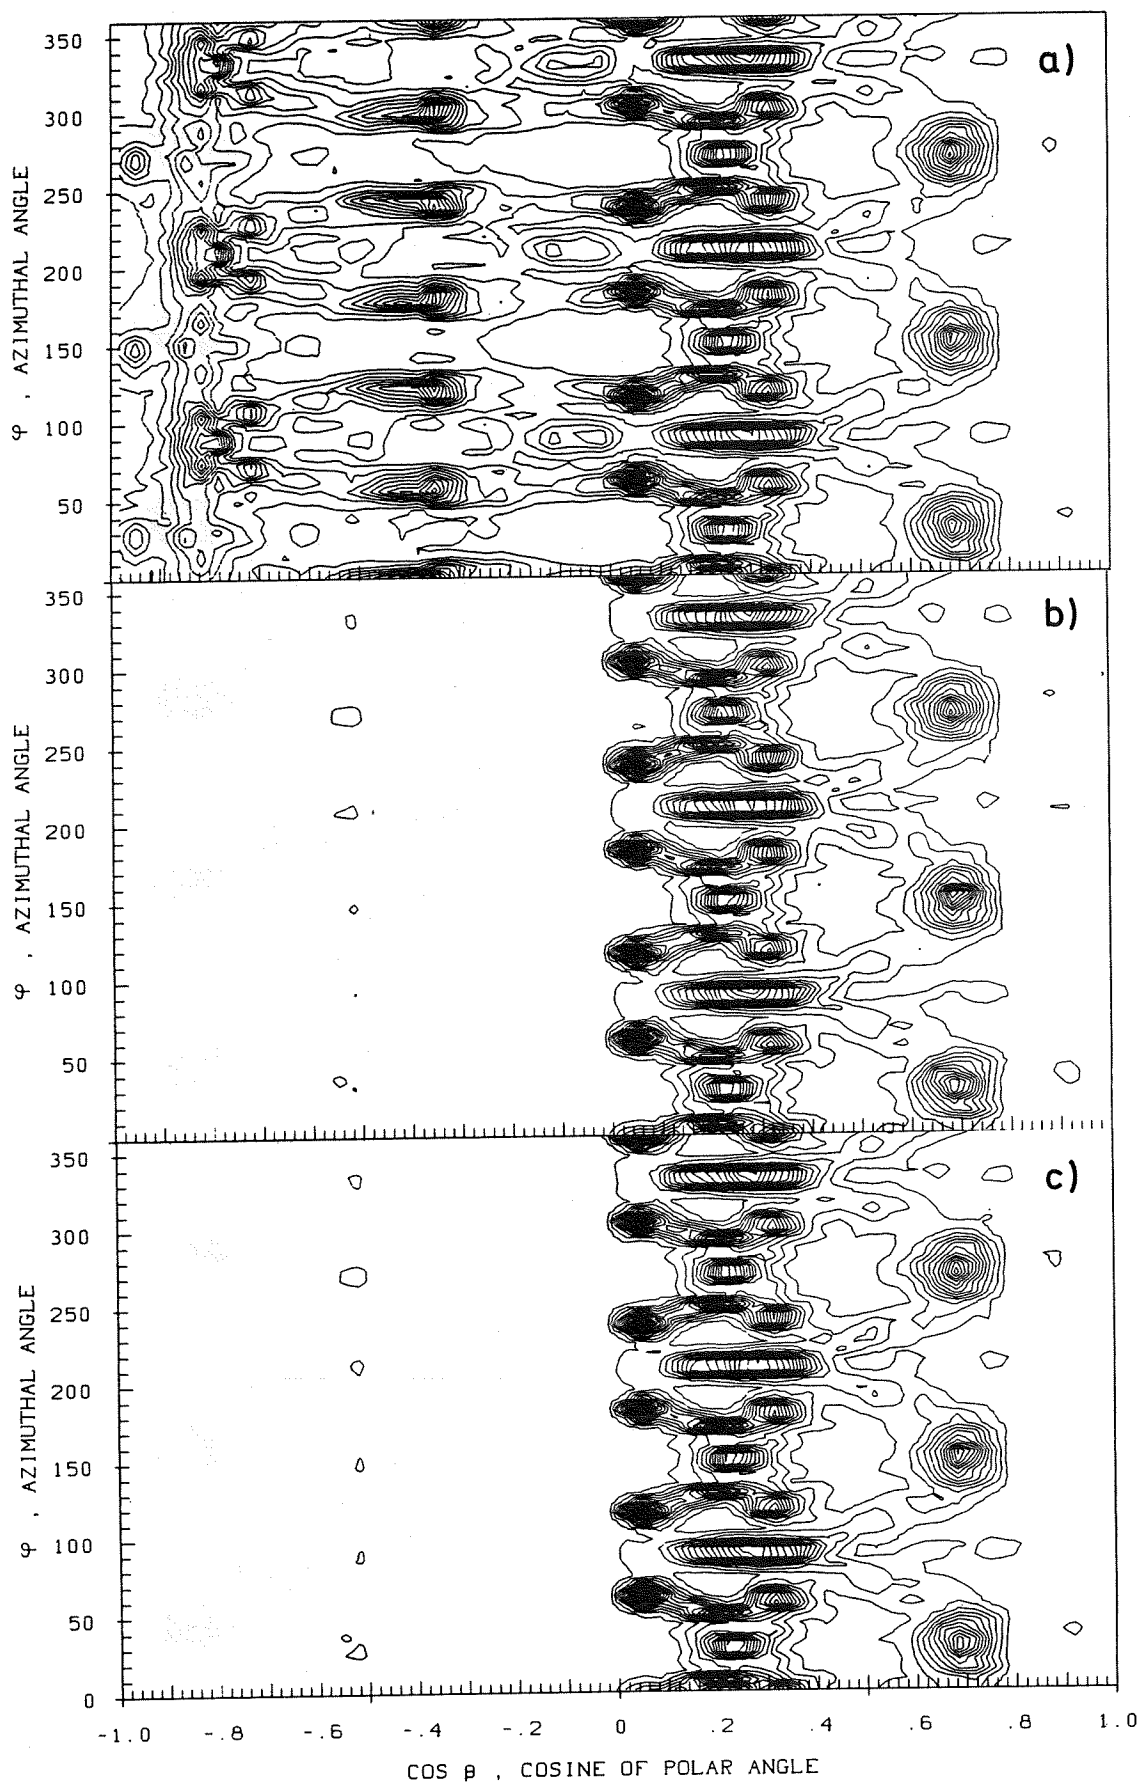 a)
350
300
250
200
150
100
50
φ , AZIMUTHAL ANGLE
b)
350
300
250
200
150
100
50
φ , AZIMUTHAL ANGLE
c)
350
300
250
200
150
100
50
0
φ , AZIMUTHAL ANGLE
-1.0 -.8 -.6 -.4 -.2 0 .2 .4 .6 .8 1.0
COS β , COSINE OF POLAR ANGLE